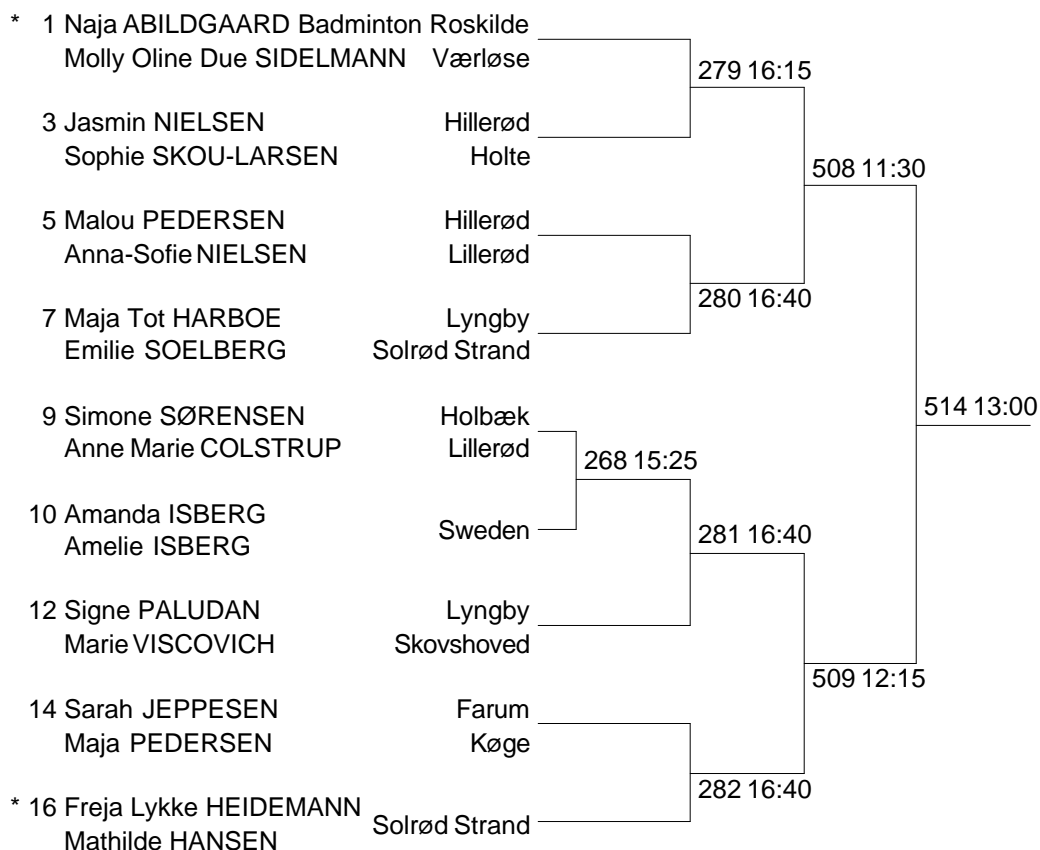 * 1 Naja ABILDGAARD Badminton Roskilde
Molly Oline Due SIDELMANN Værløse
279 16:15
3 Jasmin NIELSEN Hillerød
Sophie SKOU-LARSEN Holte
508 11:30
5 Malou PEDERSEN Hillerød
Anna-Sofie NIELSEN Lillerød
280 16:40
7 Maja Tot HARBOE Lyngby
Emilie SOELBERG Solrød Strand
9 Simone SØRENSEN Holbæk
514 13:00
Anne Marie COLSTRUP Lillerød
268 15:25
10 Amanda ISBERG
Sweden
Amelie ISBERG
281 16:40
12 Signe PALUDAN Lyngby
Marie VISCOVICH Skovshoved
509 12:15
14 Sarah JEPPESEN Farum
Maja PEDERSEN Køge
282 16:40
* 16 Freja Lykke HEIDEMANN
Solrød Strand
Mathilde HANSEN